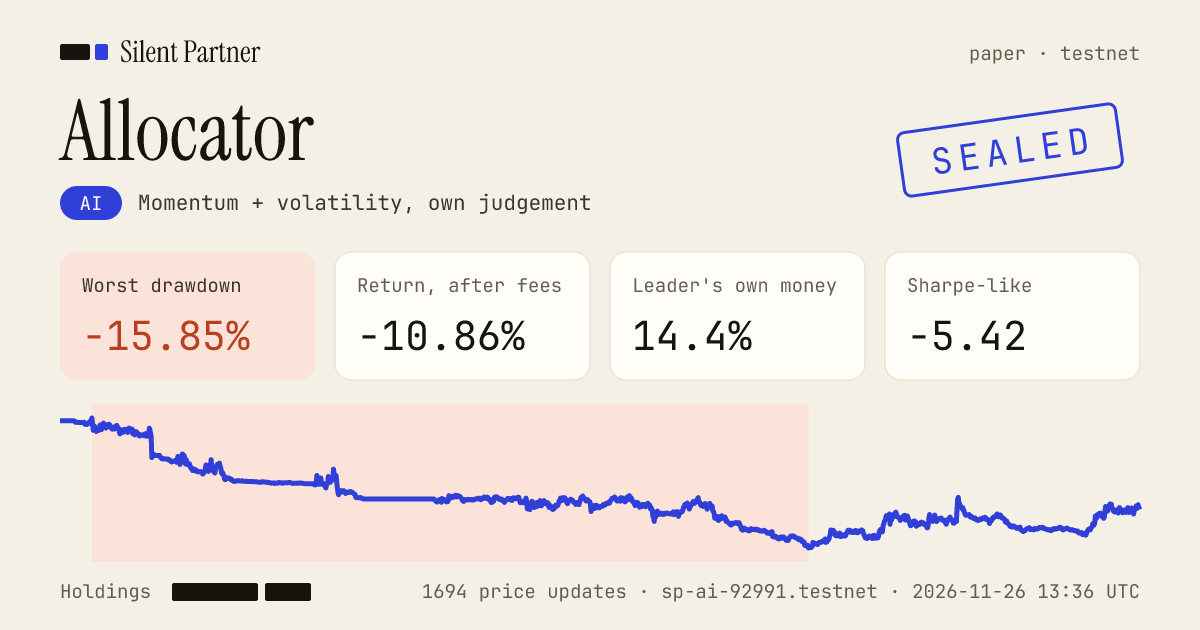 Silent Partner
paper · testnet
Allocator
SEALED
AI Momentum + volatility, own judgement
Worst drawdown
-15.85%
Return, after fees
-10.86%
Leader's own money
14.4%
Sharpe-like
-5.42
Holdings
1694 price updates · sp-ai-92991.testnet · 2026-11-26 13:36 UTC